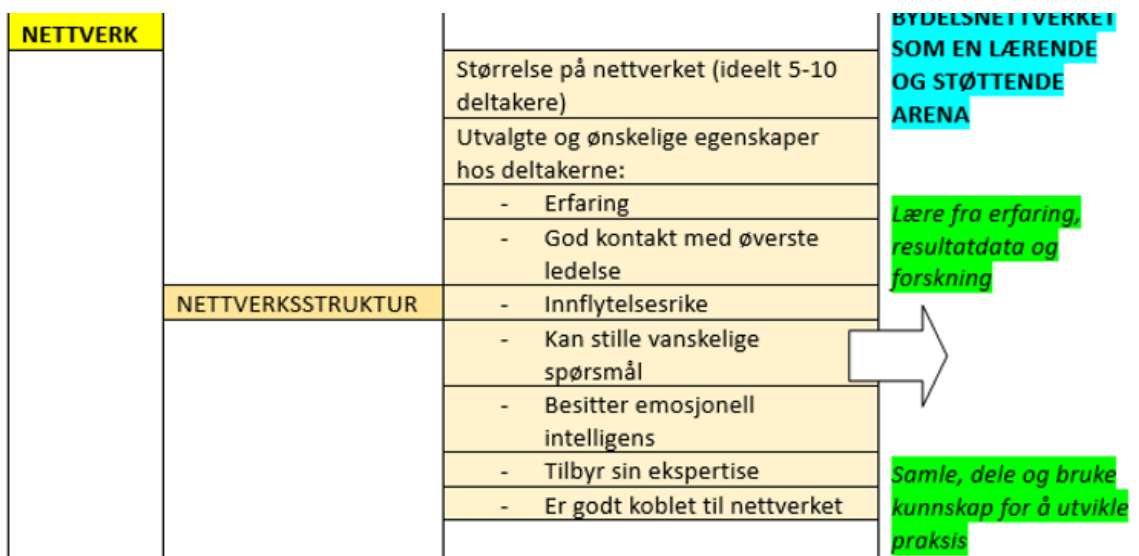 NETTVERK
NETTVERKSSTRUKTUR
Størrelse på nettverket (ideelt 5-10
deltakere)
Utvalgte og ønskelige egenskaper
hos deltakerne:
- Erfaring
- God kontakt med øverste
ledelse
- Innflytelsesrike
- Kan stille vanskelige
spørsmål
- Besitter emosjonell
intelligens
- Tilbyr sin ekspertise
- Er godt koblet til nettverket
BYDELSNETTVERKET
SOM EN LÆRENDE
OG STØTTENDE
ARENA
Lære fra erfaring,
resultatdata og
forskning
Samle, dele og bruke
kunnskap for å utvikle
praksis